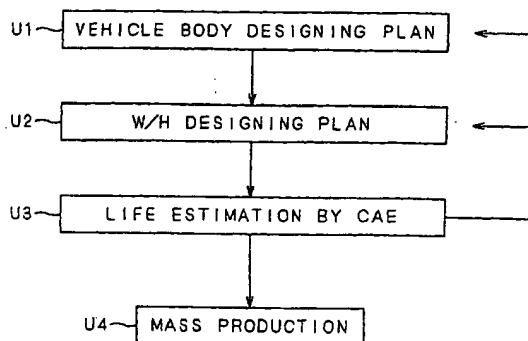 U1 VEHICLE BODY DESIGNING PLAN
U2 W/H DESIGNING PLAN
U3 LIFE ESTIMATION BY CAE
U4 MASS PRODUCTION